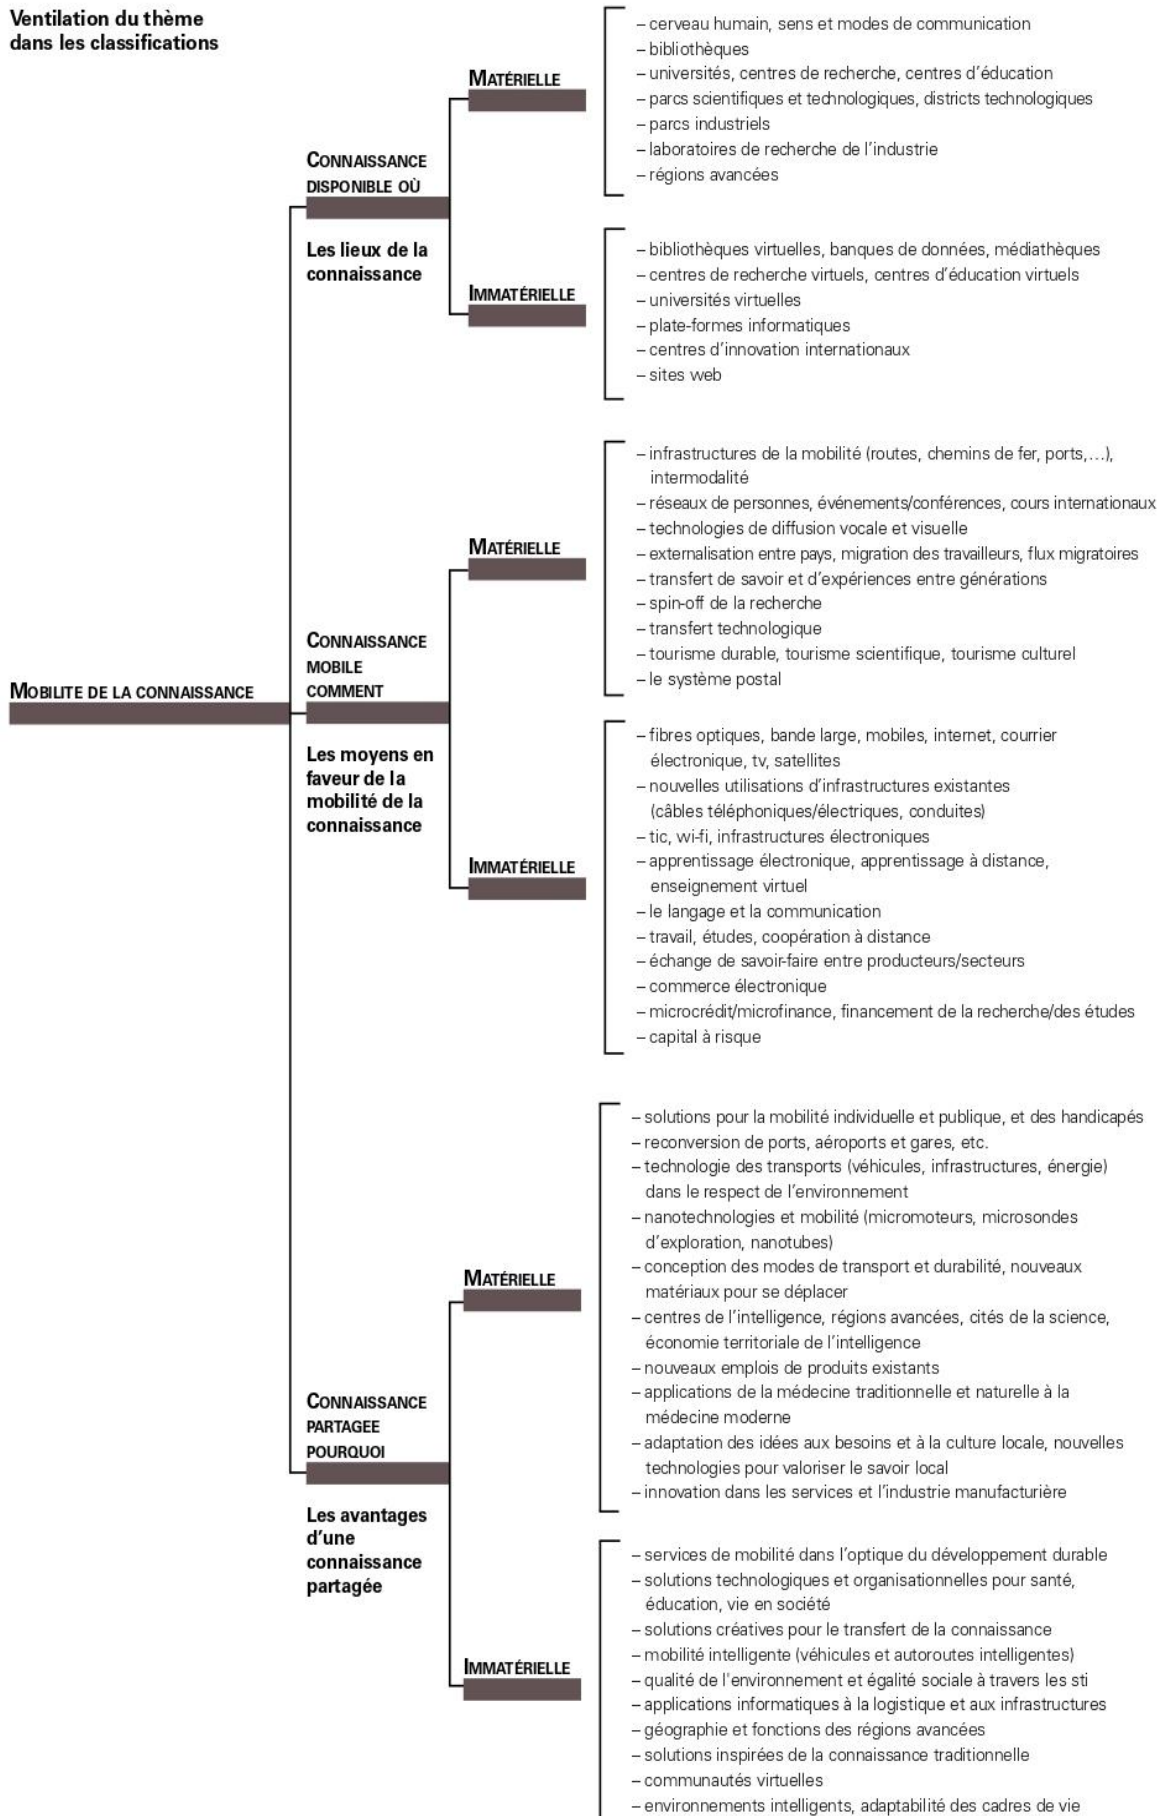 Ventilation du thème
dans les classifications
MOBILITE DE LA CONNAISSANCE
CONNAISSANCE
DISPONIBLE OÙ
Les lieux de la
connaissance
MATÉRIELLE
– cerveau humain, sens et modes de communication
– bibliothèques
– universités, centres de recherche, centres d'éducation
– parcs scientifiques et technologiques, districts technologiques
– parcs industriels
– laboratoires de recherche de l'industrie
– régions avancées
IMMATÉRIELLE
– bibliothèques virtuelles, banques de données, médiathèques
– centres de recherche virtuels, centres d'éducation virtuels
– universités virtuelles
– plate-formes informatiques
– centres d'innovation internationaux
– sites web
CONNAISSANCE
MOBILE
COMMENT
Les moyens en
faveur de la
mobilité de la
connaissance
MATÉRIELLE
– infrastructures de la mobilité (routes, chemins de fer, ports,...),
intermodalité
– réseaux de personnes, événements/conférences, cours internationaux
– technologies de diffusion vocale et visuelle
– externalisation entre pays, migration des travailleurs, flux migratoires
– transfert de savoir et d'expériences entre générations
– spin-off de la recherche
– transfert technologique
– tourisme durable, tourisme scientifique, tourisme culturel
– le système postal
IMMATÉRIELLE
– fibres optiques, bande large, mobiles, internet, courrier
électronique, tv, satellites
– nouvelles utilisations d'infrastructures existantes
(câbles téléphoniques/électriques, conduites)
– tic, wi-fi, infrastructures électroniques
– apprentissage électronique, apprentissage à distance,
enseignement virtuel
– le langage et la communication
– travail, études, coopération à distance
– échange de savoir-faire entre producteurs/secteurs
– commerce électronique
– microcrédit/microfinance, financement de la recherche/des études
– capital à risque
CONNAISSANCE
PARTAGEE
POURQUOI
Les avantages
d'une
connaissance
partagée
MATÉRIELLE
– solutions pour la mobilité individuelle et publique, et des handicapés
– reconversion de ports, aéroports et gares, etc.
– technologie des transports (véhicules, infrastructures, énergie)
dans le respect de l'environnement
– nanotechnologies et mobilité (micromoteurs, microsondes
d'exploration, nanotubes)
– conception des modes de transport et durabilité, nouveaux
matériaux pour se déplacer
– centres de l'intelligence, régions avancées, cités de la science,
économie territoriale de l'intelligence
– nouveaux emplois de produits existants
– applications de la médecine traditionnelle et naturelle à la
médecine moderne
– adaptation des idées aux besoins et à la culture locale, nouvelles
technologies pour valoriser le savoir local
– innovation dans les services et l'industrie manufacturière
IMMATÉRIELLE
– services de mobilité dans l'optique du développement durable
– solutions technologiques et organisationnelles pour santé,
éducation, vie en société
– solutions créatives pour le transfert de la connaissance
– mobilité intelligente (véhicules et autoroutes intelligentes)
– qualité de l'environnement et égalité sociale à travers les sti
– applications informatiques à la logistique et aux infrastructures
– géographie et fonctions des régions avancées
– solutions inspirées de la connaissance traditionnelle
– communautés virtuelles
– environnements intelligents, adaptabilité des cadres de vie